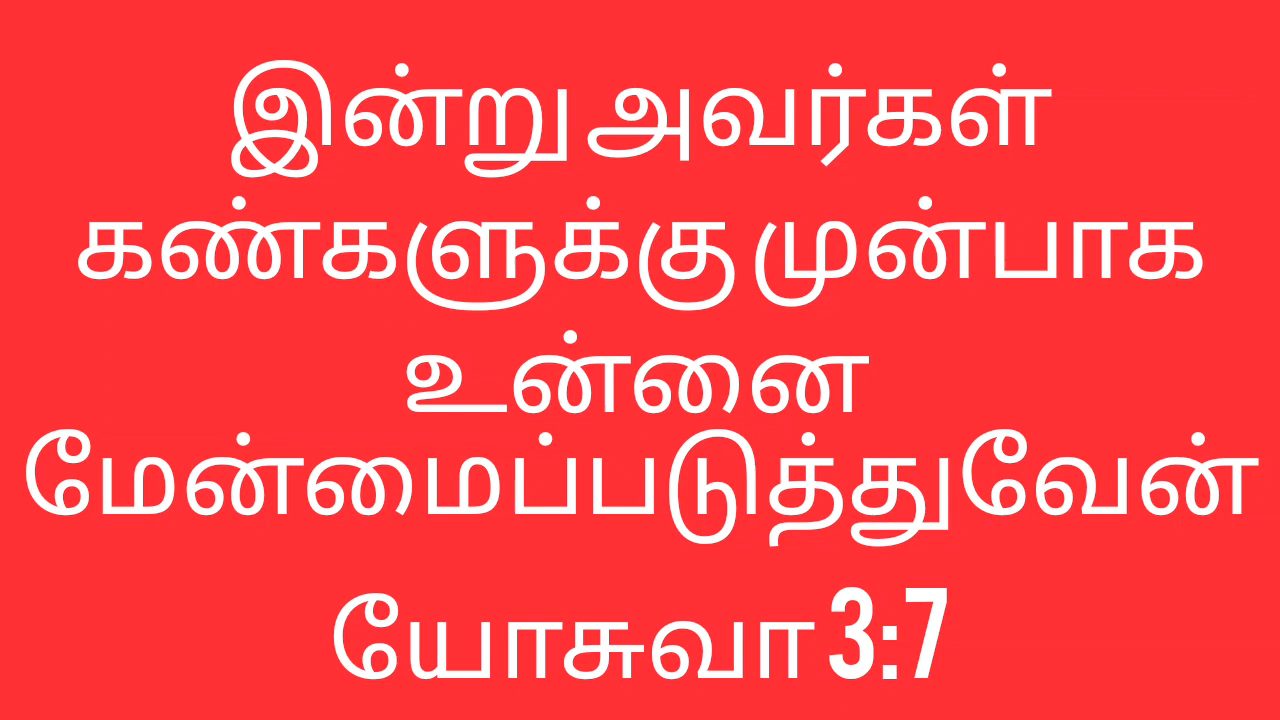 இன்று அவர்கள்
கண்களுக்கு முன்பாக
உன்னை
மேன்மைப்படுத்துவேன்
யோசுவா 3:7